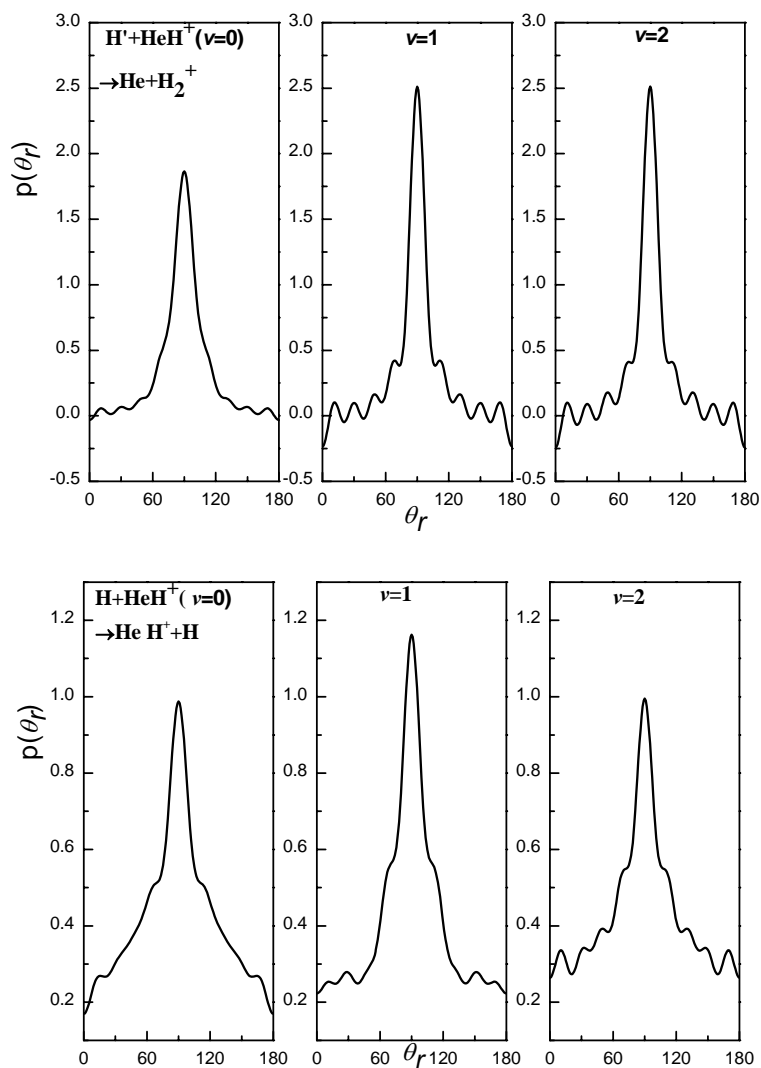 H'+HeH⁺(v=0)
→He+H₂⁺
v=1
v=2
3.0 3.0 3.0
2.5 2.5 2.5
2.0 2.0 2.0
1.5 1.5 1.5
1.0 1.0 1.0
0.5 0.5 0.5
0.0 0.0 0.0
-0.5 -0.5 -0.5
p(θr)
0 60 120 180 0 60 120 180 0 60 120 180
θr
H+HeH⁺( v=0)
→He H⁺+H
v=1
v=2
1.2 1.2 1.2
1.0 1.0 1.0
0.8 0.8 0.8
0.6 0.6 0.6
0.4 0.4 0.4
0.2 0.2 0.2
p(θr)
0 60 120 180 0 60 120 180 0 60 120 180
θr